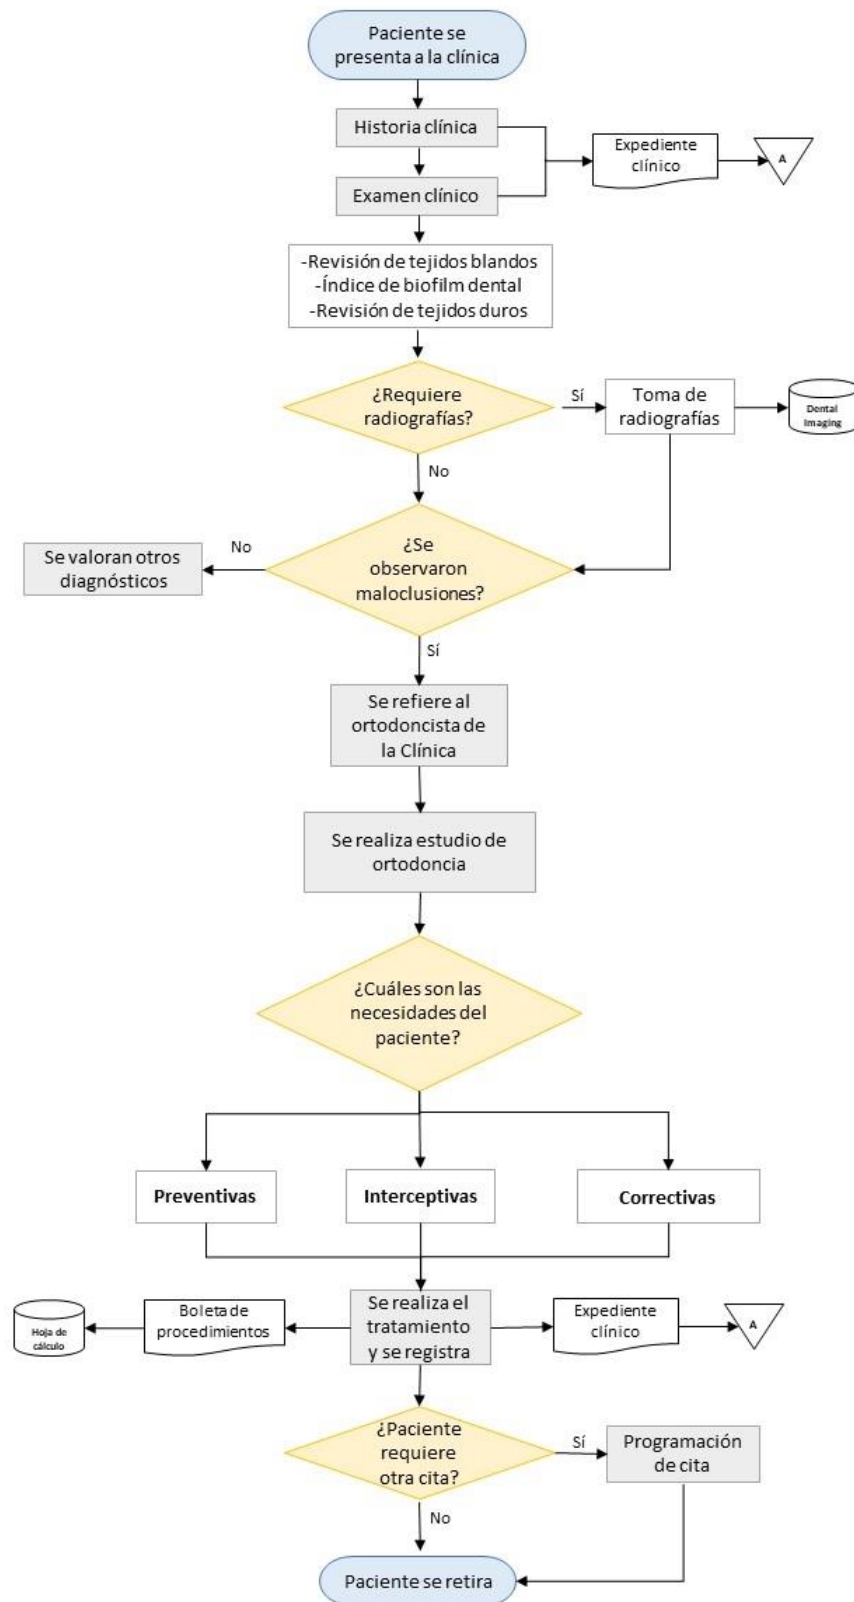 Paciente se
presenta a la clínica
Historia clínica
Expediente
clínico
A
Examen clínico
-Revisión de tejidos blandos
-Índice de biofilm dental
-Revisión de tejidos duros
¿Requiere
radiografías?
Sí
Toma de
radiografías
Dental
Imaging
No
¿Se
observaron
maloclusiones?
No
Se valoran otros
diagnósticos
Sí
Se refiere al
ortodoncista de
la Clínica
Se realiza estudio de
ortodoncia
¿Cuáles son las
necesidades del
paciente?
Preventivas
Interceptivas
Correctivas
Hoja de
cálculo
Boleta de
procedimientos
Se realiza el
tratamiento
y se registra
Expediente
clínico
A
¿Paciente
requiere
otra cita?
Sí
Programación
de cita
No
Paciente se retira